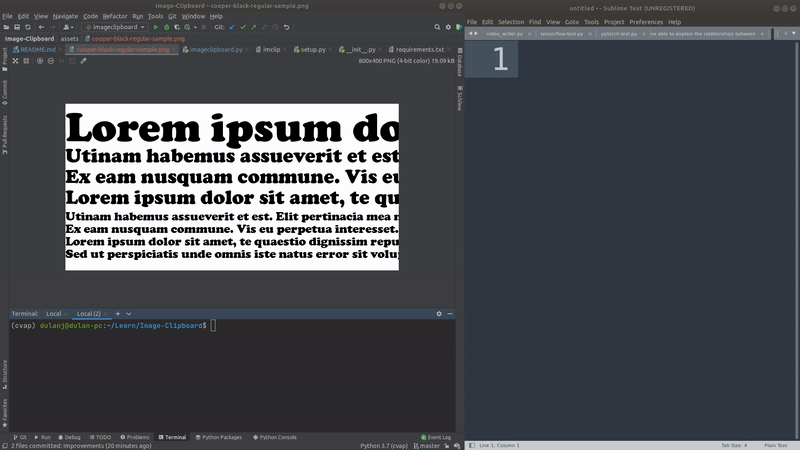 Image-Clipboard – cooper-black-regular-sample.png
File Edit View Navigate Code Refactor Run Tools Git Window Help
imageclipboard
Git:
Image-Clipboard assets cooper-black-regular-sample.png
README.md cooper-black-regular-sample.png imageclipboard.py imclip setup.py __init__.py requirements.txt
800x400 PNG (4-bit color) 19.09 kB
Project
Commit
Pull Requests
Structure
Favorites
Database
SciView
Lorem ipsum do
Utinam habemus assueverit et est
Ex eam nusquam commune. Vis eu
Lorem ipsum dolor sit amet, te qu
Utinam habemus assueverit et est. Elit pertinacia mea n
Ex eam nusquam commune. Vis eu perpetua interesset.
Lorem ipsum dolor sit amet, te quaestio dignissim repu
Sed ut perspiciatis unde omnis iste natus error sit volup
Terminal: Local Local (2)
(cvap) dulanj@dulan-pc:~/Learn/Image-Clipboard$
Git Run Debug TODO Problems Terminal Python Packages Python Console Event Log
2 files committed: Improvements (20 minutes ago) Python 3.7 (cvap) master
untitled • - Sublime Text (UNREGISTERED)
File Edit Selection Find View Goto Tools Project Preferences Help
video_writer.py tensorflow-test.py pytorch-test.py re able to explain the relationships between
1
Line 1, Column 1 Tab Size: 4 Plain Text